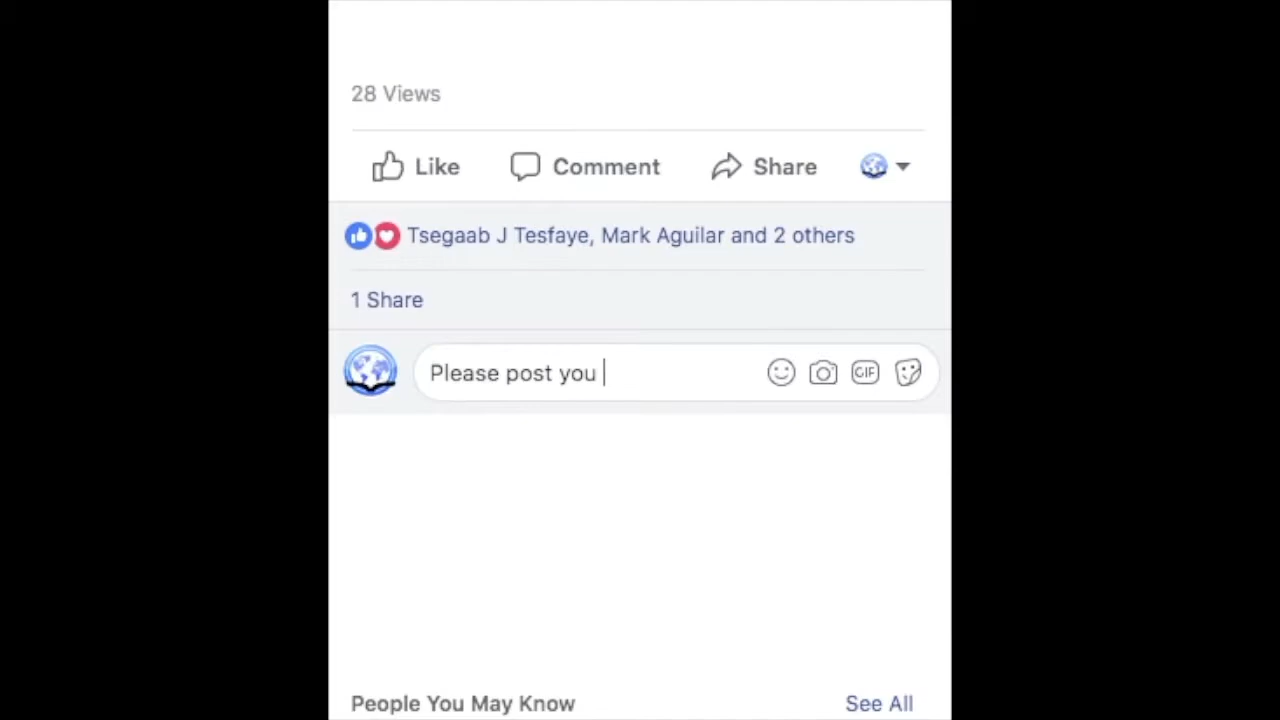 28 Views
Like Comment Share
Tsegaab J Tesfaye, Mark Aguilar and 2 others
1 Share
Please post you
GIF
People You May Know See All